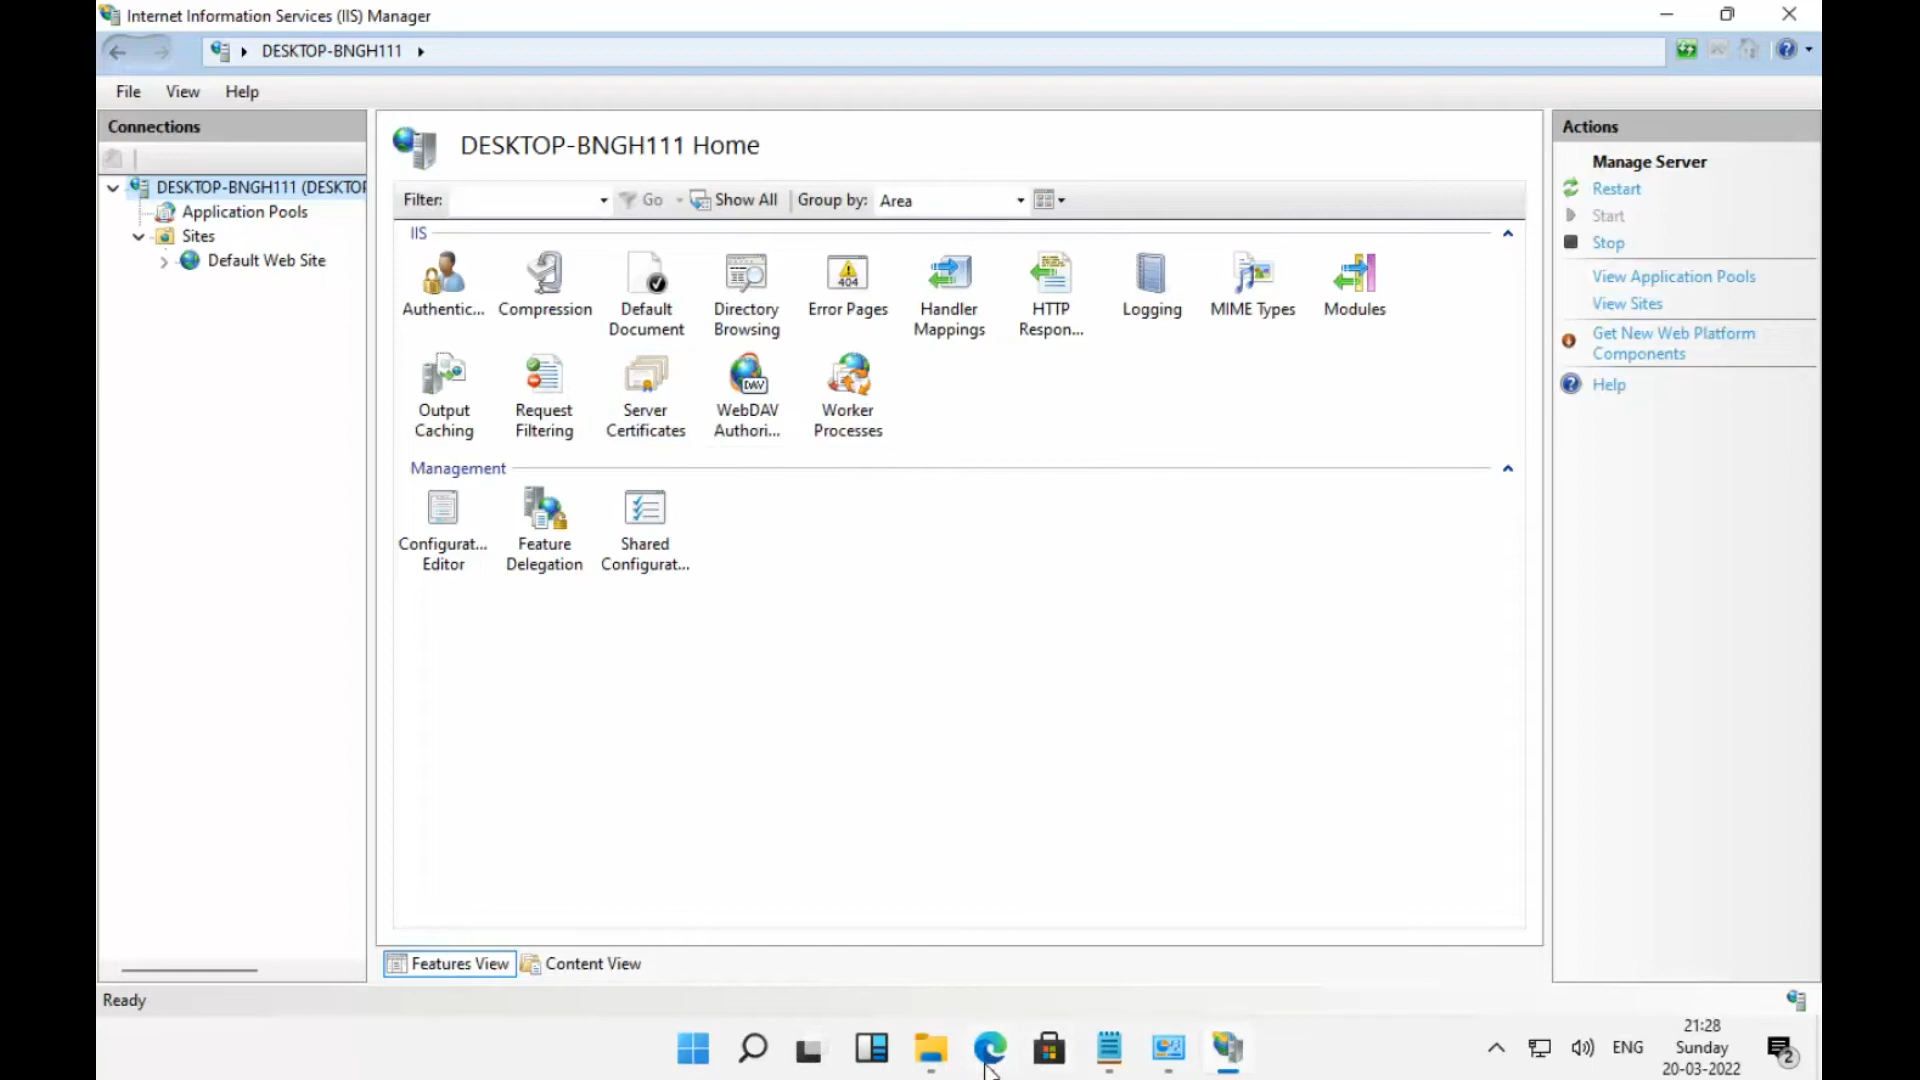 Internet Information Services (IIS) Manager
DESKTOP-BNGH111
File View Help
Connections
DESKTOP-BNGH111 (DESKTO
Application Pools
Sites
Default Web Site
DESKTOP-BNGH111 Home
Filter: Go Show All Group by: Area
IIS
Authentic... Compression Default Document Directory Browsing Error Pages Handler Mappings HTTP Respon... Logging MIME Types Modules
404
Output Caching Request Filtering Server Certificates WebDAV Authori... Worker Processes
DAV
Management
Configurat... Editor Feature Delegation Shared Configurat...
Features View Content View
Actions
Manage Server
Restart
Start
Stop
View Application Pools
View Sites
Get New Web Platform
Components
Help
Ready
ENG
21:28
Sunday
20-03-2022
2